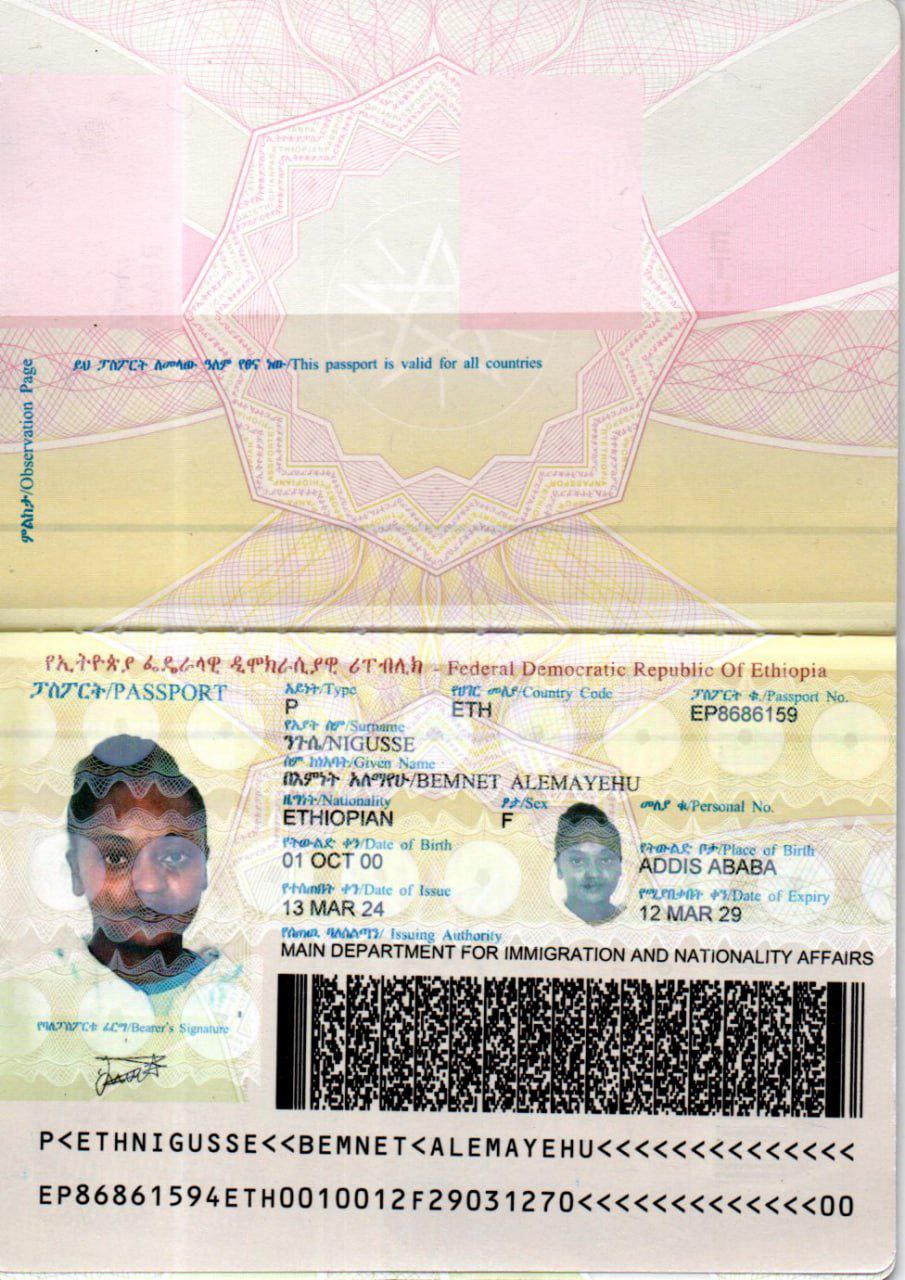 ይህ ፓስፖርት ለመላው ዓለም የፀና ነው/This passport is valid for all countries
ምልከታ/Observation Page
የኢትዮጵያ ፌዴራላዊ ዲሞክራሲያዊ ሪፐብሊክ - Federal Democratic Republic Of Ethiopia
ፓስፖርት/PASSPORT
አይነት/Type
የሀገር መለያ/Country Code
ፓስፖርት ቁ./Passport No.
P
ETH
EP8686159
የአያት ስም/Surname
ንጉሴ/NIGUSSE
ስም ከነአባት/Given Name
በእምነት አለማየሁ/BEMNET ALEMAYEHU
ዜግነት/Nationality
ፆታ/Sex
መለያ ቁ/Personal No.
ETHIOPIAN
F
የትውልድ ቀን/Date of Birth
የትውልድ ቦታ/Place of Birth
01 OCT 00
ADDIS ABABA
የተሰጠበት ቀን/Date of Issue
የሚያበቃበት ቀን/Date of Expiry
13 MAR 24
12 MAR 29
የሰጠዉ ባለስልጣን/ Issuing Authority
MAIN DEPARTMENT FOR IMMIGRATION AND NATIONALITY AFFAIRS
የባለፓስፖርቱ ፊርማ/Bearer's Signature
P<ETHNIGUSSE<<BEMNET<ALEMAYEHU<<<<<<<<<<<<<<
EP86861594ETH0010012F29031270<<<<<<<<<<<<<00